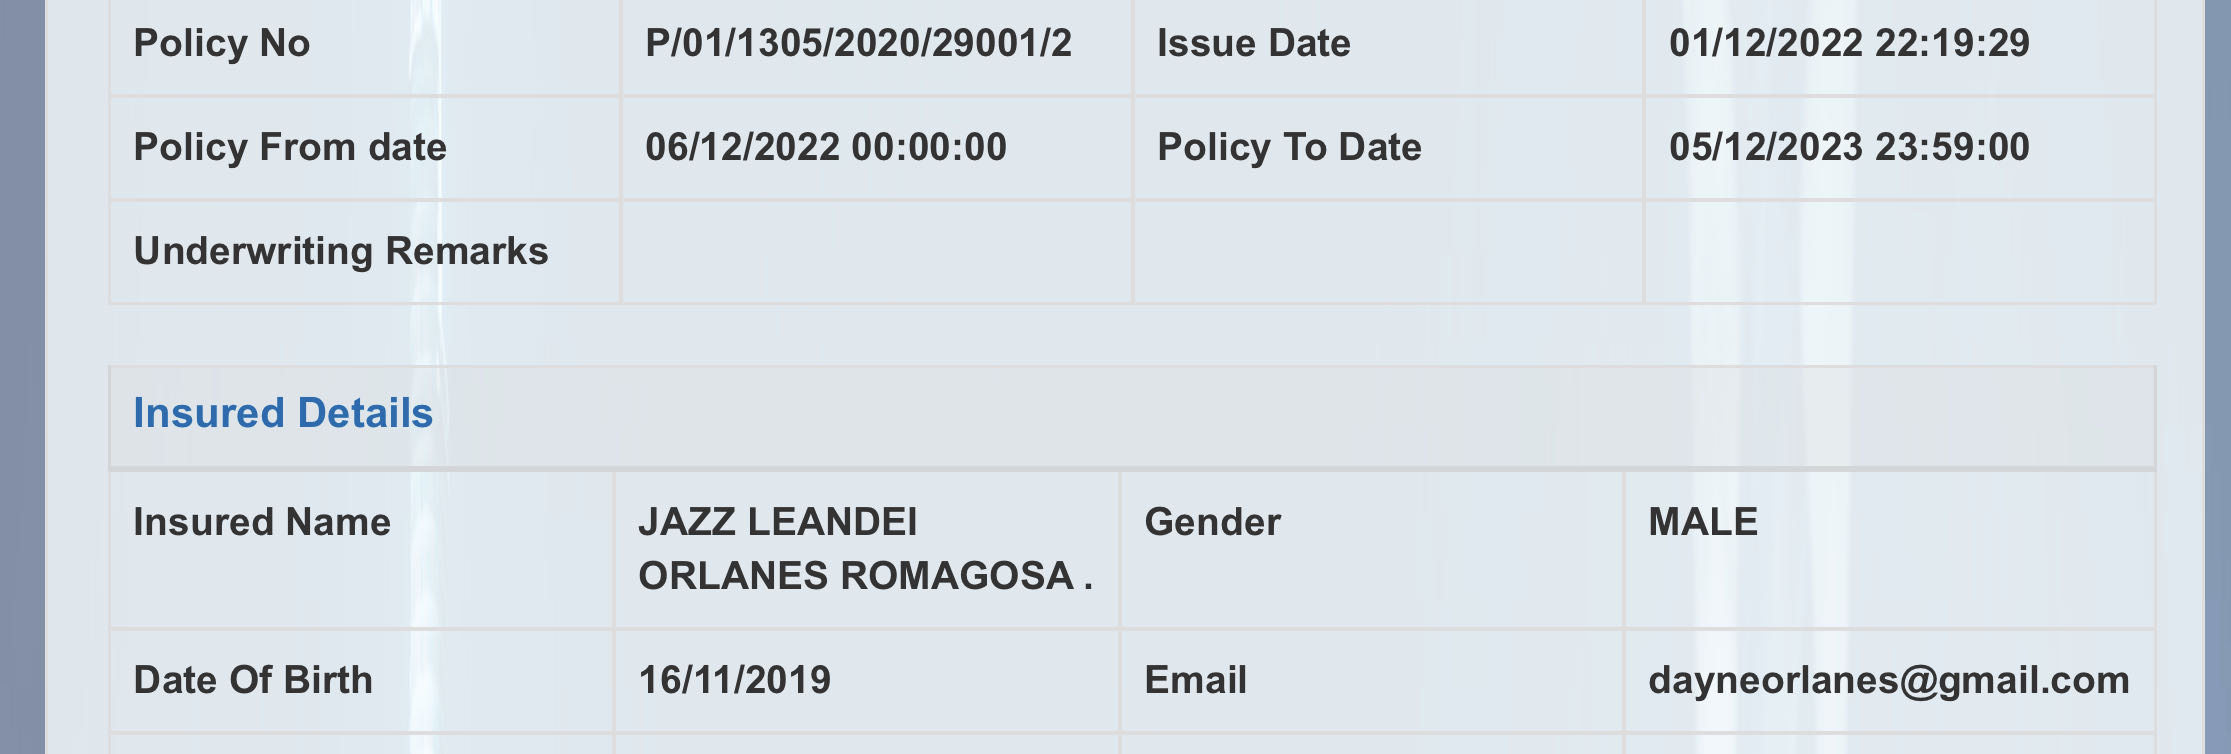 Policy No P/01/1305/2020/29001/2 Issue Date 01/12/2022 22:19:29
Policy From date 06/12/2022 00:00:00 Policy To Date 05/12/2023 23:59:00
Underwriting Remarks
Insured Details
Insured Name JAZZ LEANDEI Gender MALE
ORLANES ROMAGOSA .
Date Of Birth 16/11/2019 Email dayneorlanes@gmail.com